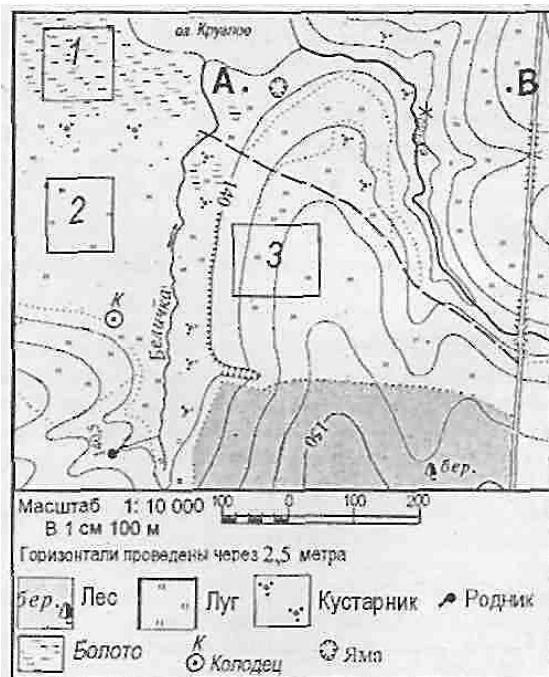 оз. Круглое
1
А
В
2
140
3
К
Беличка
150
бер.
Масштаб 1: 10 000
100 0 100 200
В 1 см 100 м
Горизонтали проведены через 2,5 метра
бер. Лес Луг Кустарник Родник
Болото К Колодец Яма